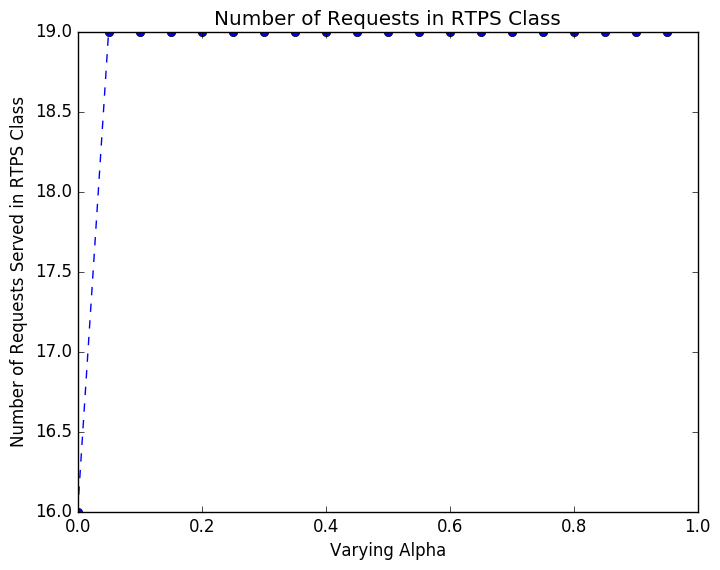 Number of Requests in RTPS Class
Number of Requests Served in RTPS Class
19.0
18.5
18.0
17.5
17.0
16.5
16.0
0.0 0.2 0.4 0.6 0.8 1.0
Varying Alpha